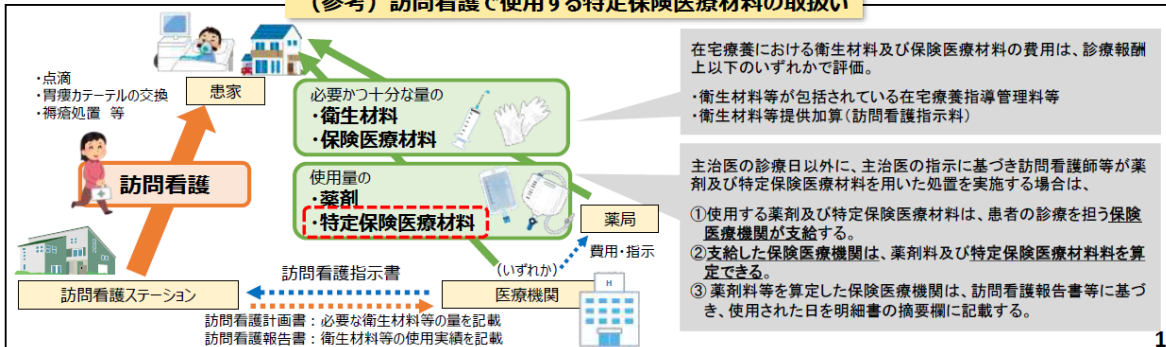 （参考）訪問看護で使用する特定保険医療材料の取扱い
・点滴
・胃瘻カテーテルの交換
・褥瘡処置 等
患家
訪問看護
必要かつ十分な量の
・衛生材料
・保険医療材料
使用量の
・薬剤
・特定保険医療材料
薬局
費用・指示
（いずれか）
訪問看護指示書
訪問看護ステーション
医療機関
H
訪問看護計画書：必要な衛生材料等の量を記載
訪問看護報告書：衛生材料等の使用実績を記載
在宅療養における衛生材料及び保険医療材料の費用は、診療報酬
上以下のいずれかで評価。
・衛生材料等が包括されている在宅療養指導管理料等
・衛生材料等提供加算（訪問看護指示料）
主治医の診療日以外に、主治医の指示に基づき訪問看護師等が薬
剤及び特定保険医療材料を用いた処置を実施する場合は、
①使用する薬剤及び特定保険医療材料は、患者の診療を担う保険
医療機関が支給する。
②支給した保険医療機関は、薬剤料及び特定保険医療材料料を算
定できる。
③ 薬剤料等を算定した保険医療機関は、訪問看護報告書等に基づ
き、使用された日を明細書の摘要欄に記載する。
1